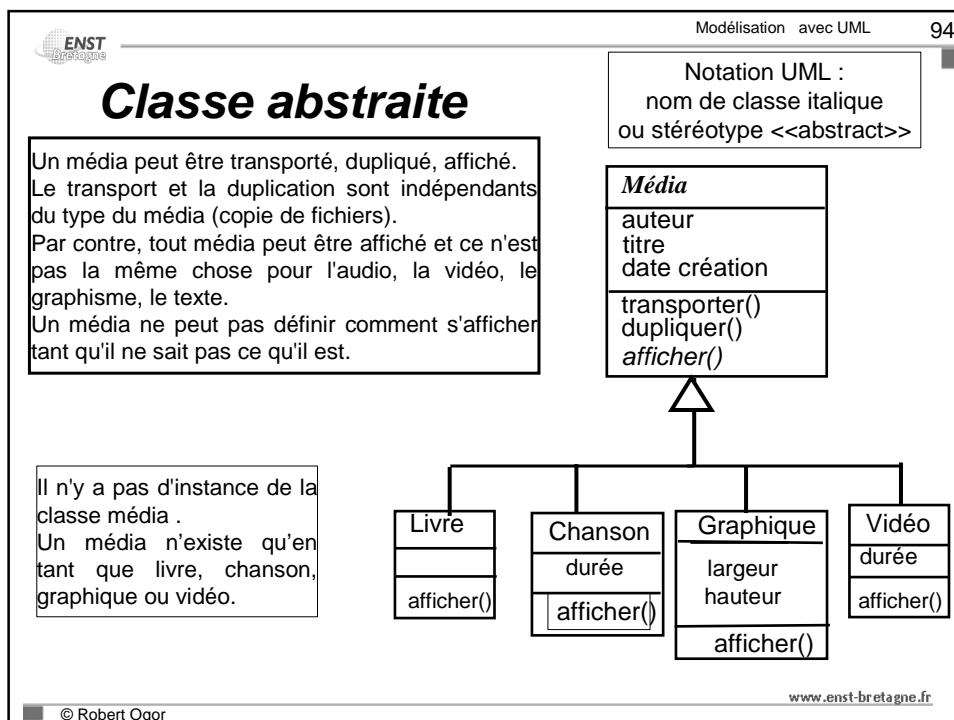 ENST
Bretagne
Modélisation avec UML
94
Classe abstraite
Notation UML :
nom de classe italique
ou stéréotype <<abstract>>
Un média peut être transporté, dupliqué, affiché.
Le transport et la duplication sont indépendants
du type du média (copie de fichiers).
Par contre, tout média peut être affiché et ce n'est
pas la même chose pour l'audio, la vidéo, le
graphisme, le texte.
Un média ne peut pas définir comment s'afficher
tant qu'il ne sait pas ce qu'il est.
Média
auteur
titre
date création
transporter()
dupliquer()
afficher()
Il n'y a pas d'instance de la
classe média .
Un média n’existe qu’en
tant que livre, chanson,
graphique ou vidéo.
Livre
afficher()
Chanson
durée
afficher()
Graphique
largeur
hauteur
afficher()
Vidéo
durée
afficher()
www.enst-bretagne.fr
© Robert Ogor